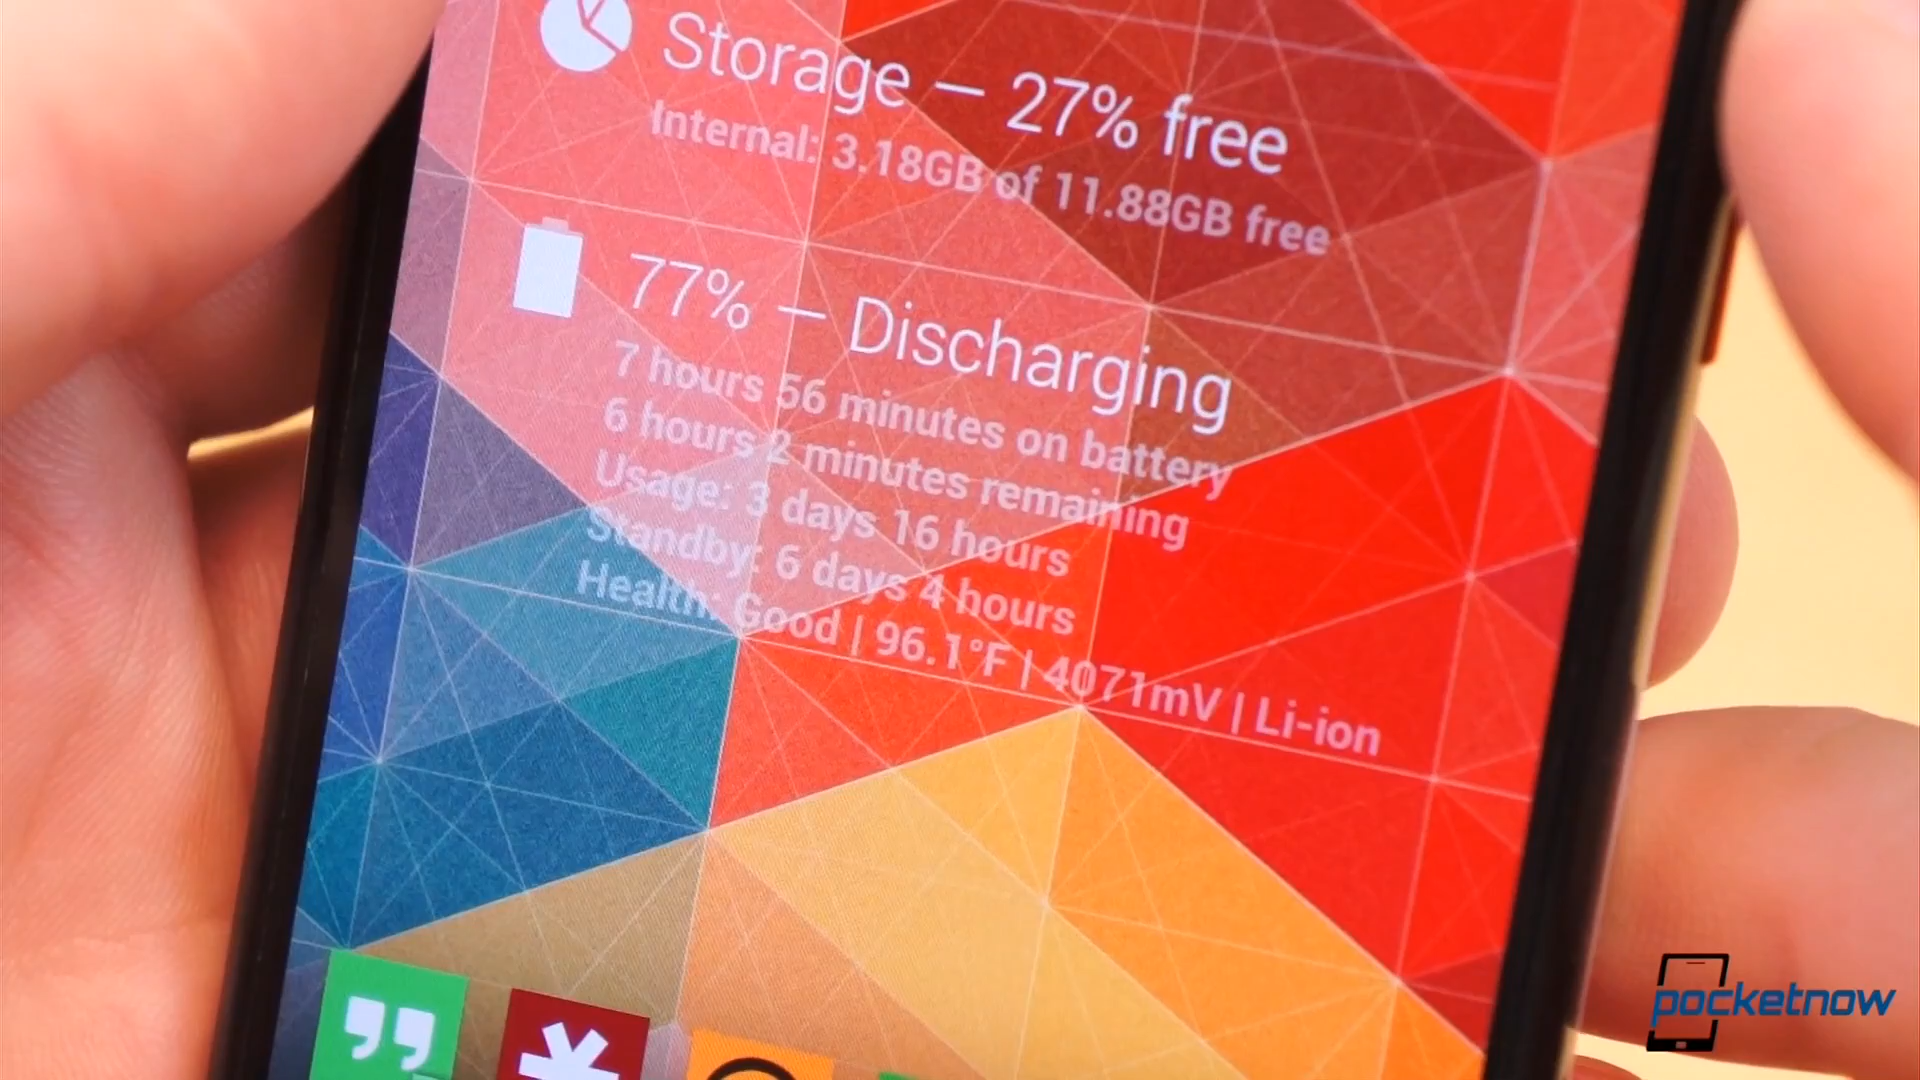 Storage – 27% free
Internal: 3.18GB of 11.88GB free
77% – Discharging
7 hours 56 minutes on battery
6 hours 2 minutes remaining
Usage: 3 days 16 hours
Standby: 6 days 4 hours
Health: Good | 96.1°F | 4071mV | Li-ion
pocketnow